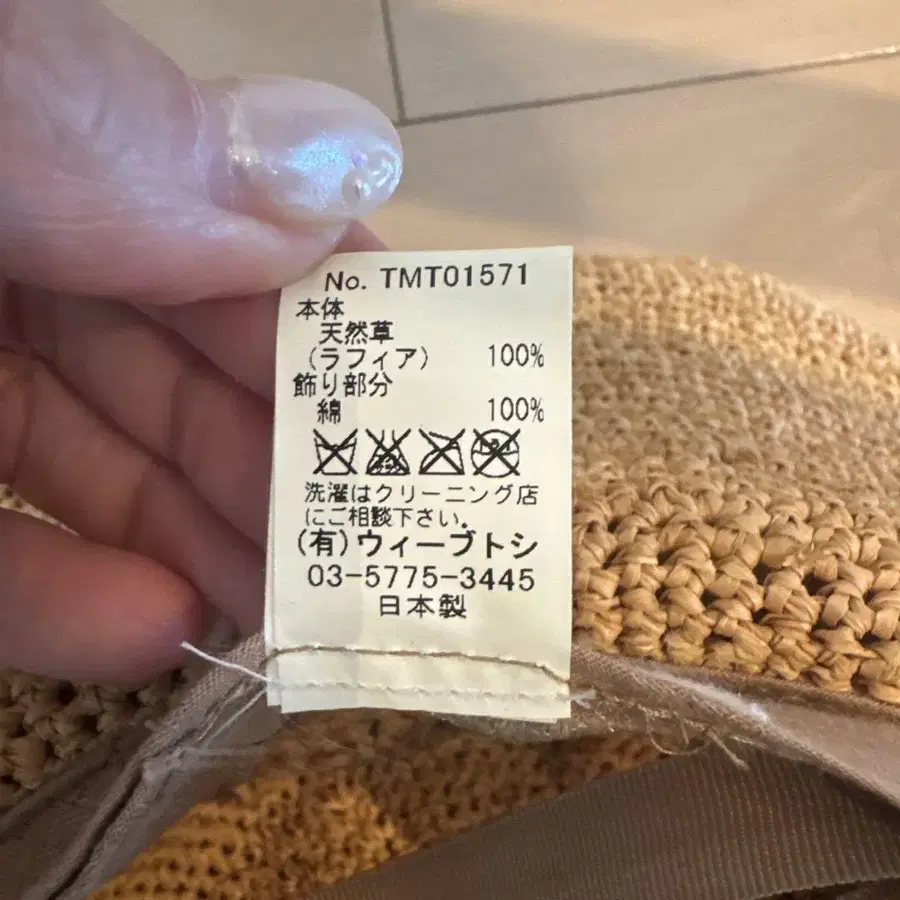 No. TMT01571
本体
天然草
(ラフィア) 100%
飾り部分
綿 100%
洗濯はクリーニング店
にご相談下さい。
(有)ウィーブトシ
03-5775-3445
日本製